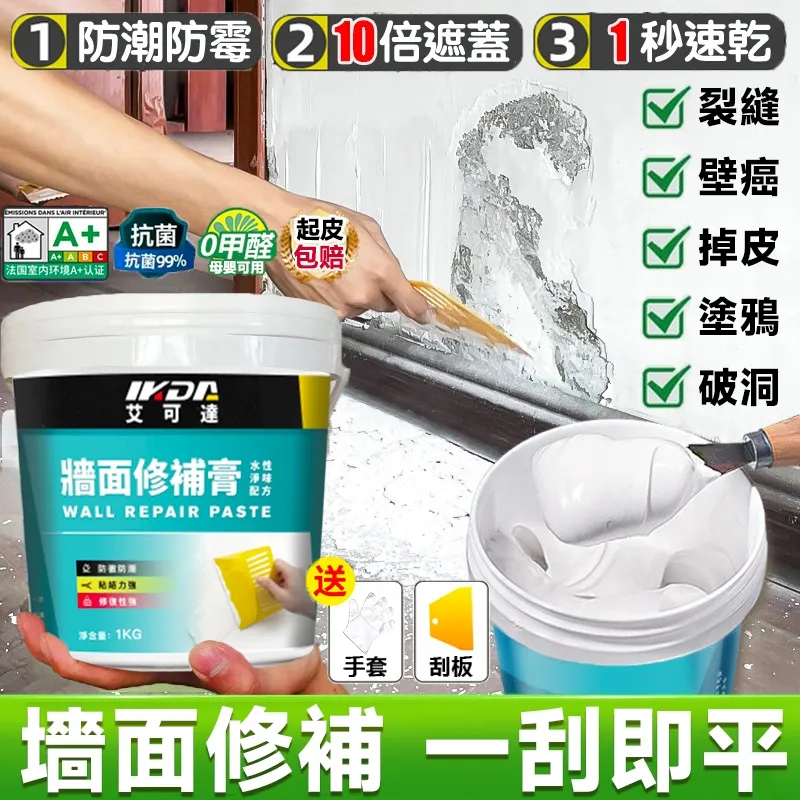 1 防潮防霉 2 10倍遮蓋 3 1秒速乾
裂縫
壁癌
掉皮
塗鴉
破洞
ÉMISSIONS DANS L'AIR INTÉRIEUR
A+
A+ A B C
法国室内环境A+认证
抗菌
抗菌99%
0甲醛
母嬰可用
起皮
包赔
IKDA
艾可達
牆面修補膏
水性
淨味
配方
WALL REPAIR PASTE
防黴防潮
粘結力強
修復性強
淨含量: 1KG
送
手套
刮板
墻面修補 一刮即平